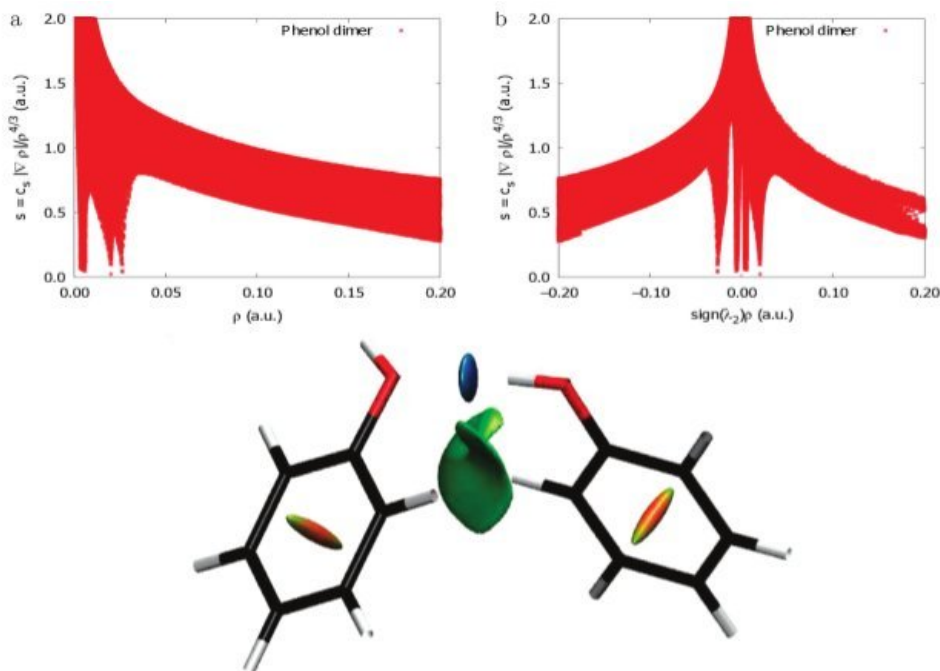 a
2.0
1.5
1.0
0.5
0.0
s = cₛ |∇ρ|/ρ^4/3 (a.u.)
Phenol dimer
0.00 0.05 0.10 0.15 0.20
ρ (a.u.)
b
2.0
1.5
1.0
0.5
0.0
s = cₛ |∇ρ|/ρ^4/3 (a.u.)
Phenol dimer
−0.20 −0.10 0.00 0.10 0.20
sign(λ₂)ρ (a.u.)